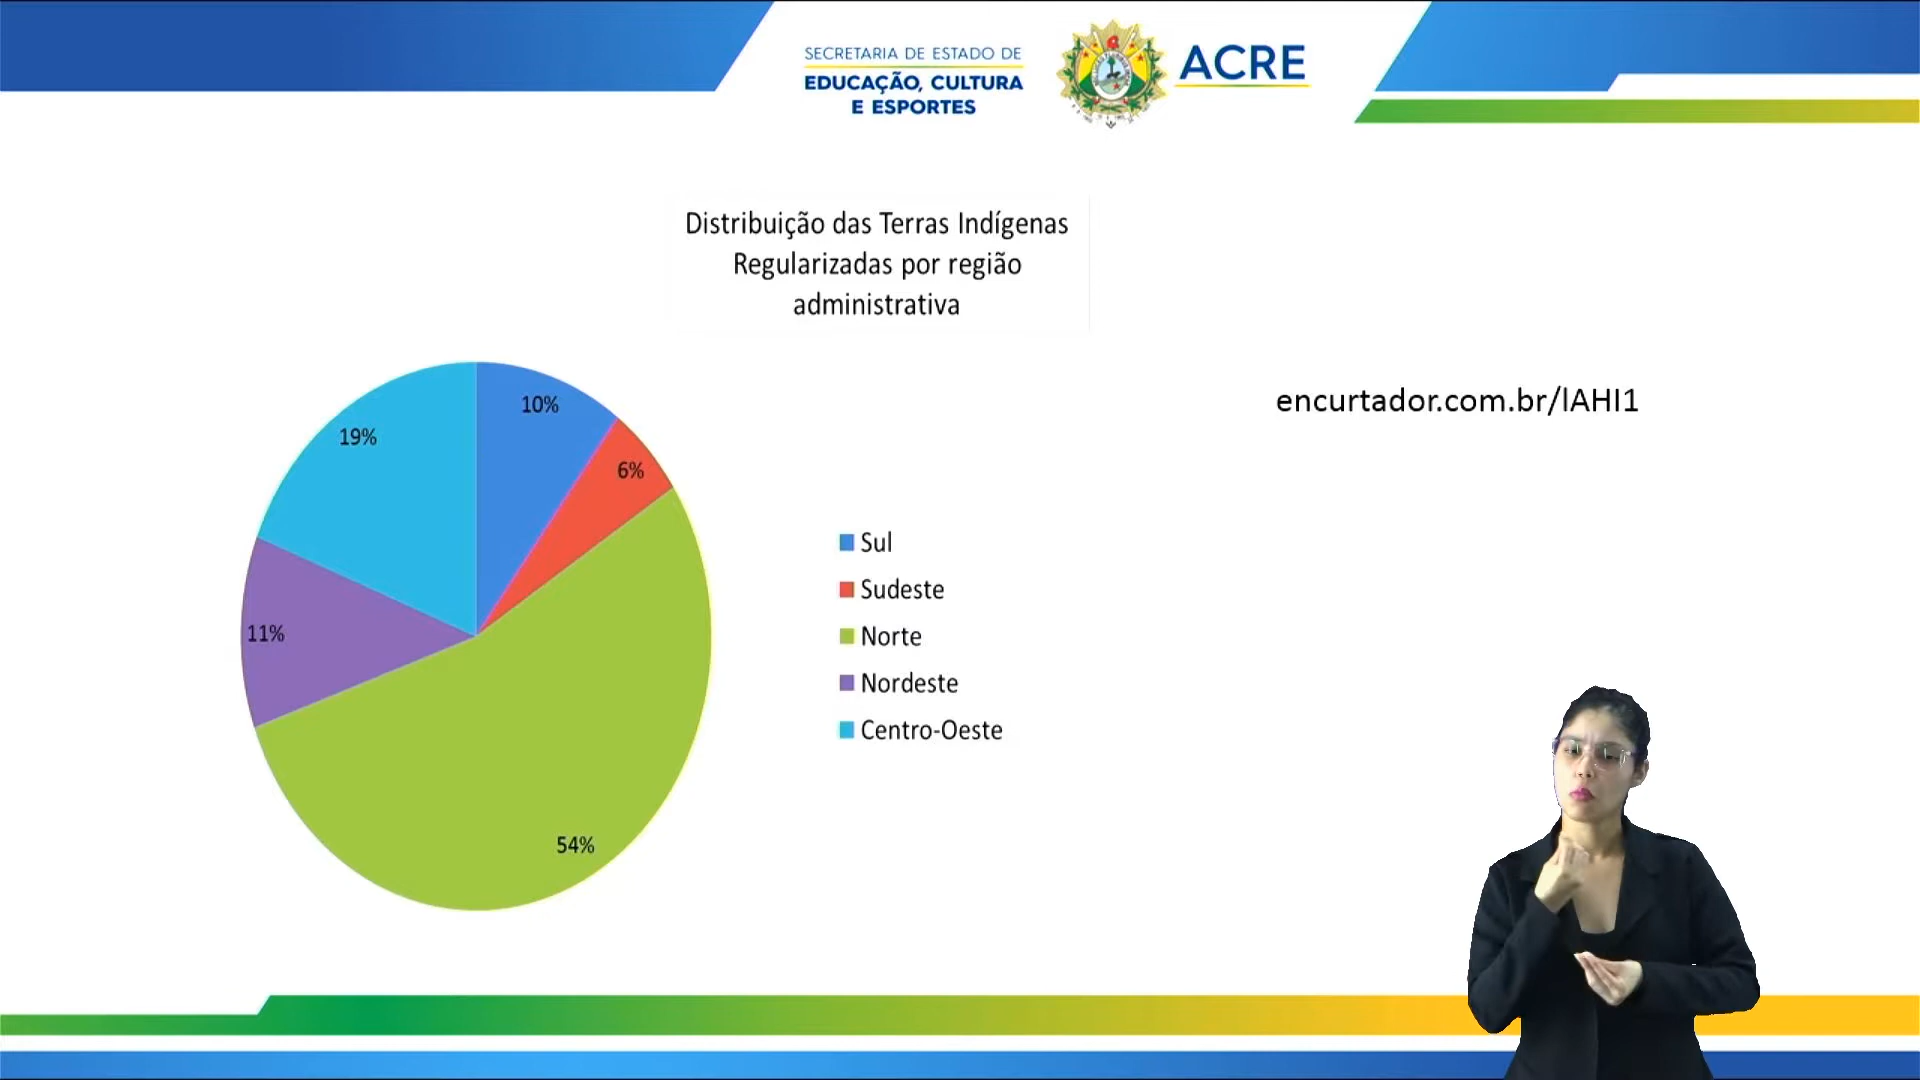 SECRETARIA DE ESTADO DE
EDUCAÇÃO, CULTURA
E ESPORTES
ACRE
Distribuição das Terras Indígenas
Regularizadas por região
administrativa
encurtador.com.br/lAHI1
10%
6%
19%
11%
54%
Sul
Sudeste
Norte
Nordeste
Centro-Oeste